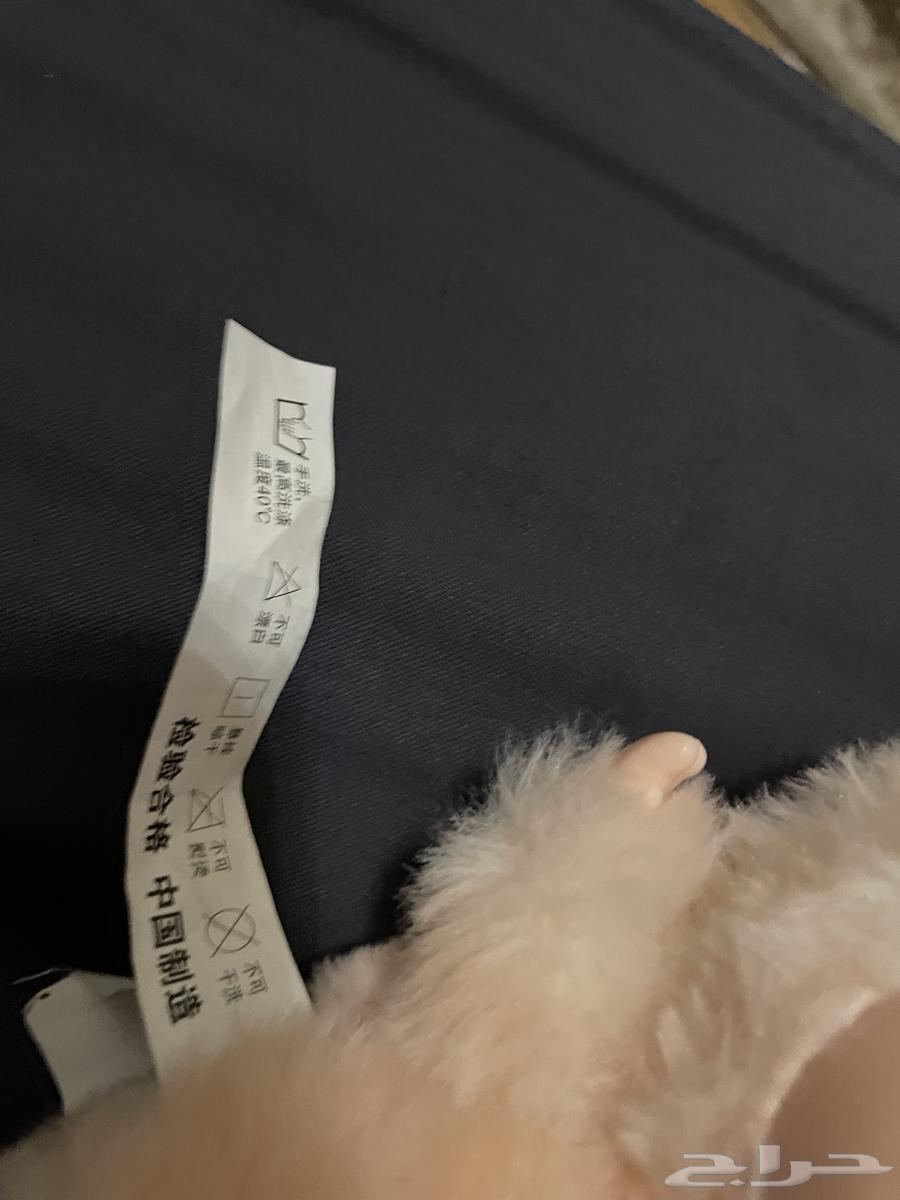 手洗，
最高洗涤
温度40℃
不可
漂白
悬挂
晾干
不可
熨烫
不可
干洗
检验合格 中国制造
حراج